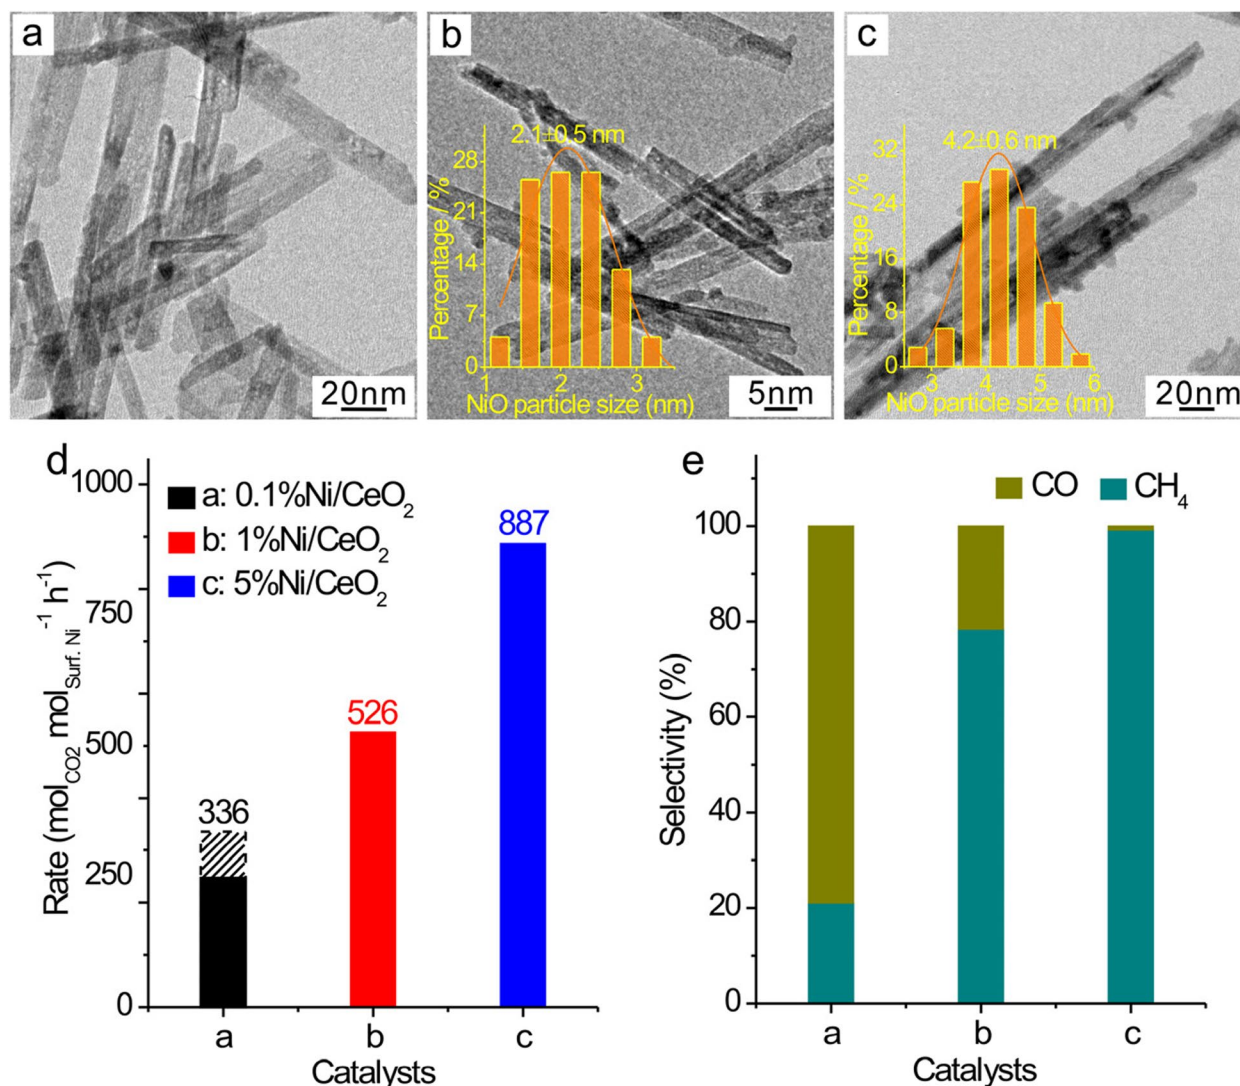 a
20nm
b
2.1±0.5 nm
Percentage / %
28
21
14
7
0
1 2 3
NiO particle size (nm)
5nm
c
4.2±0.6 nm
Percentage / %
32
24
16
8
0
3 4 5 6
NiO particle size (nm)
20nm
d
Rate (mol_CO2 mol_Surf. Ni^-1 h^-1)
1000
750
500
250
0
a: 0.1%Ni/CeO₂
b: 1%Ni/CeO₂
c: 5%Ni/CeO₂
336
526
887
a b c
Catalysts
e
Selectivity (%)
100
80
60
40
20
0
CO CH₄
a b c
Catalysts